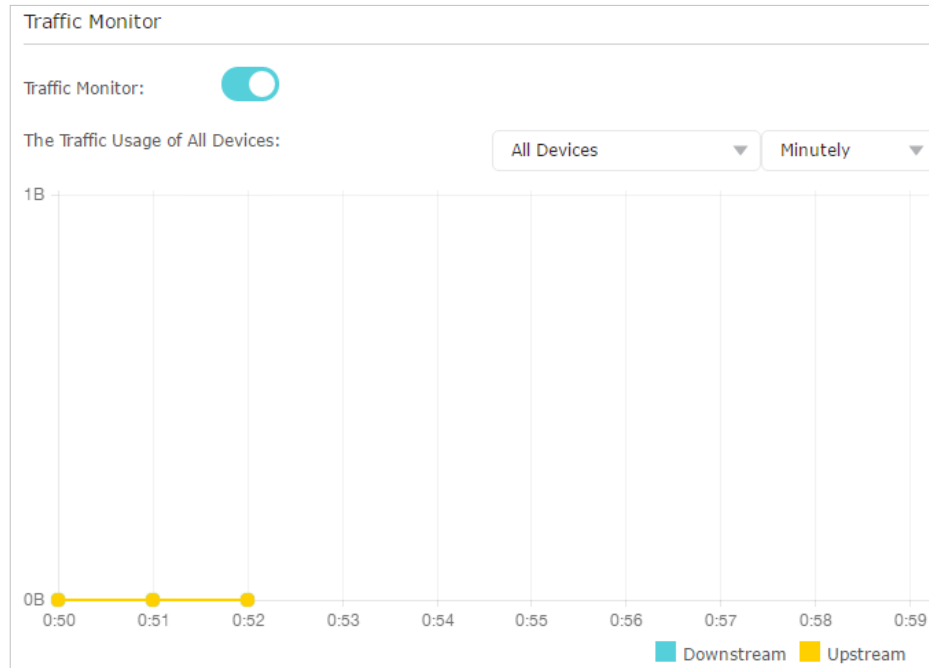 Traffic Monitor
Traffic Monitor:
The Traffic Usage of All Devices:
All Devices
Minutely
1B
0B
0:50 0:51 0:52 0:53 0:54 0:55 0:56 0:57 0:58 0:59
Downstream Upstream